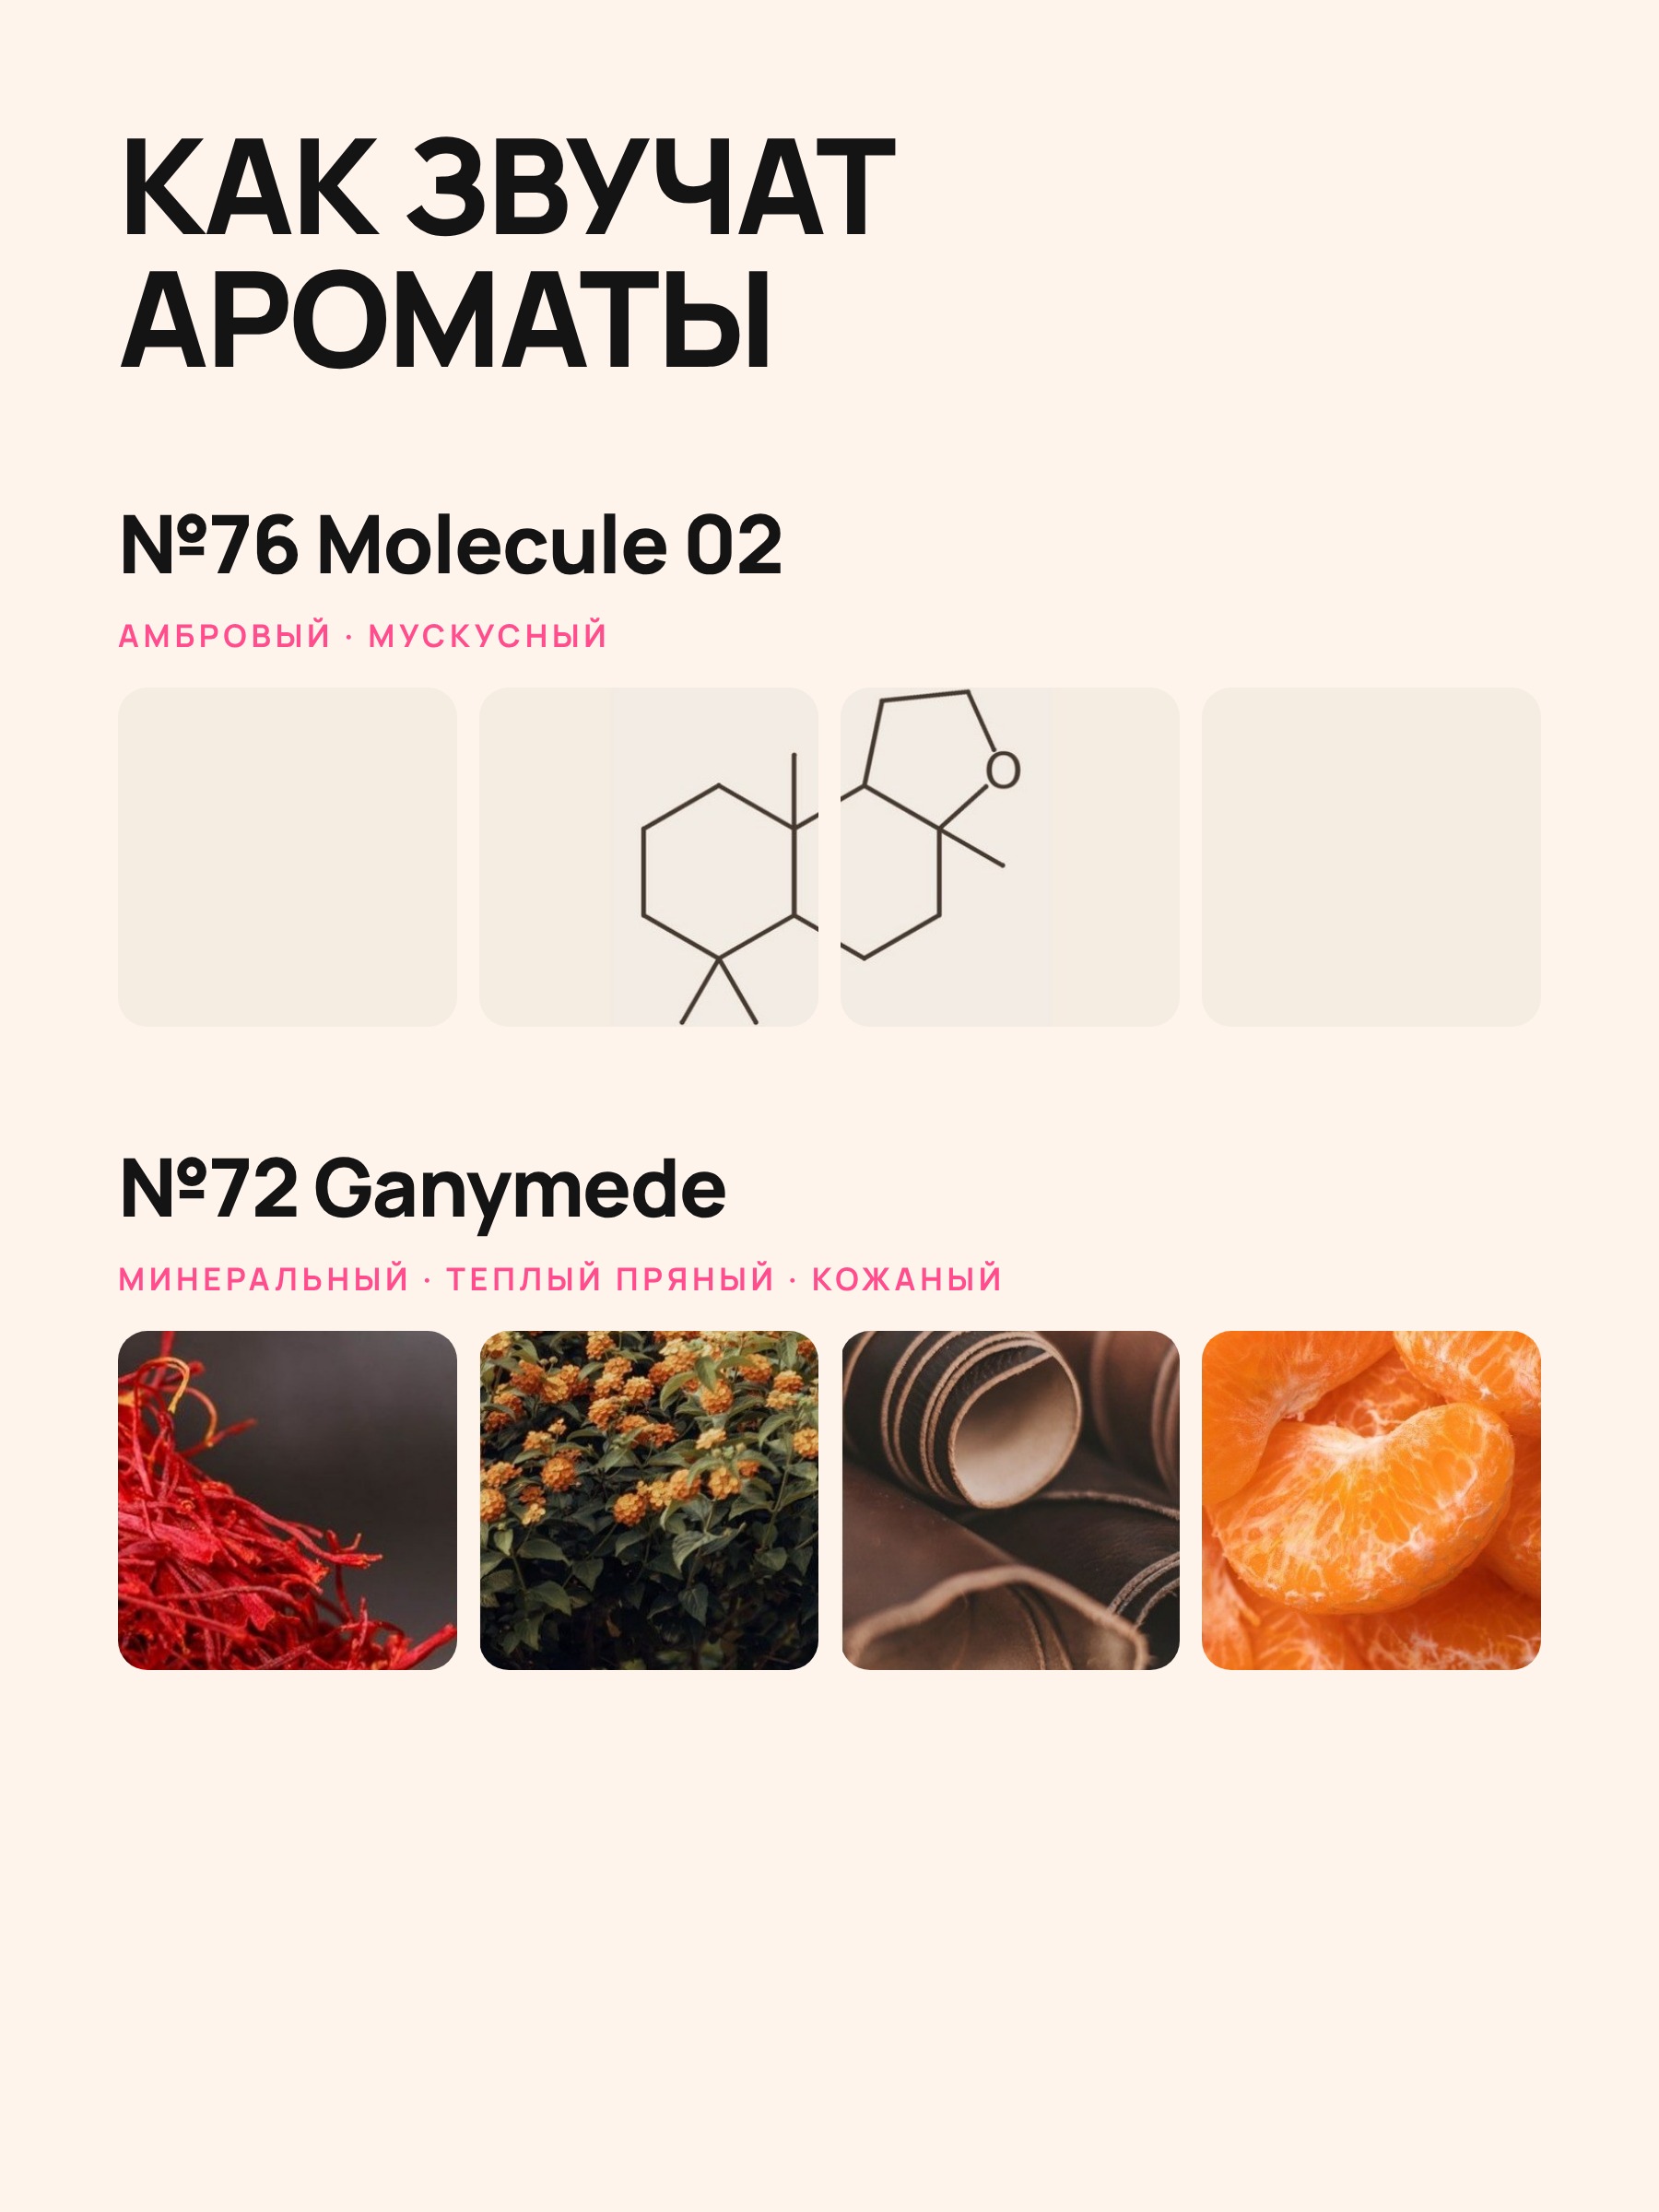 КАК ЗВУЧАТ
АРОМАТЫ
№76 Molecule 02
АМБРОВЫЙ · МУСКУСНЫЙ
O
№72 Ganymede
МИНЕРАЛЬНЫЙ · ТЕПЛЫЙ ПРЯНЫЙ · КОЖАНЫЙ